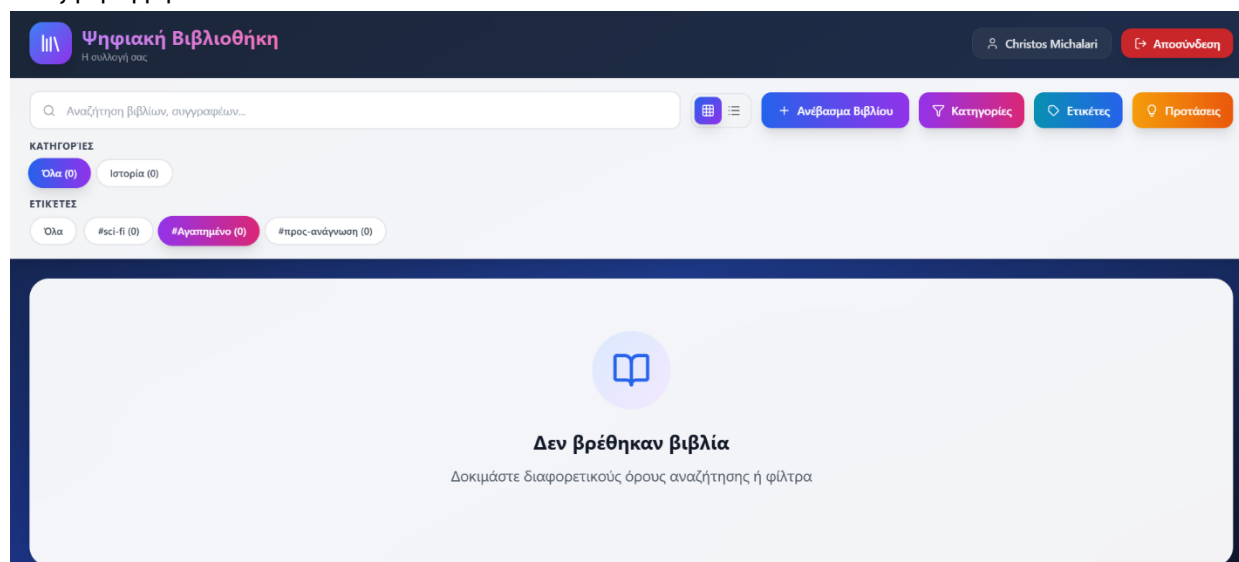 Ψηφιακή Βιβλιοθήκη
Η συλλογή σας
Christos Michalari
Αποσύνδεση
Αναζήτηση βιβλίων, συγγραφέων...
+ Ανέβασμα Βιβλίου
Κατηγορίες
Ετικέτες
Προτάσεις
ΚΑΤΗΓΟΡΊΕΣ
Όλα (0)
Ιστορία (0)
ΕΤΙΚΈΤΕΣ
Όλα
#sci-fi (0)
#Αγαπημένο (0)
#προς-ανάγνωση (0)
Δεν βρέθηκαν βιβλία
Δοκιμάστε διαφορετικούς όρους αναζήτησης ή φίλτρα